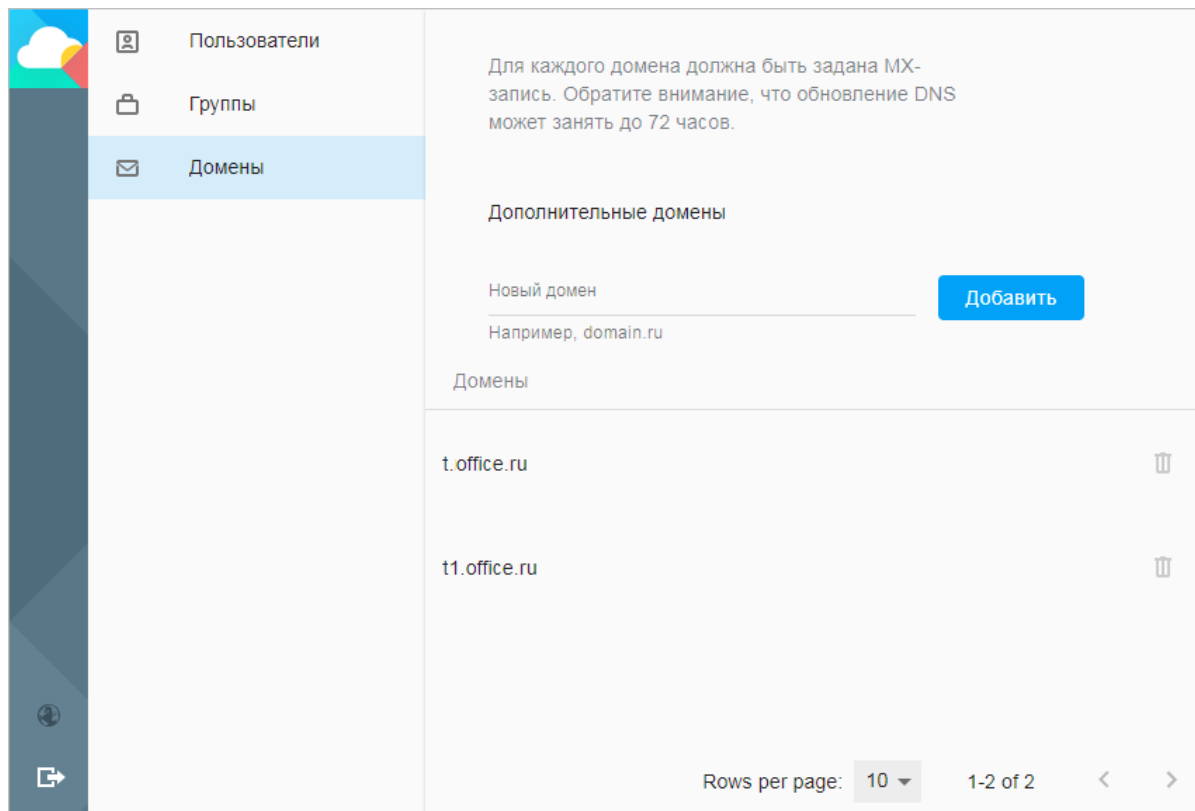 Пользователи
Группы
Домены
Для каждого домена должна быть задана MX-
запись. Обратите внимание, что обновление DNS
может занять до 72 часов.
Дополнительные домены
Новый домен
Добавить
Например, domain.ru
Домены
t.office.ru
t1.office.ru
Rows per page: 10 1-2 of 2